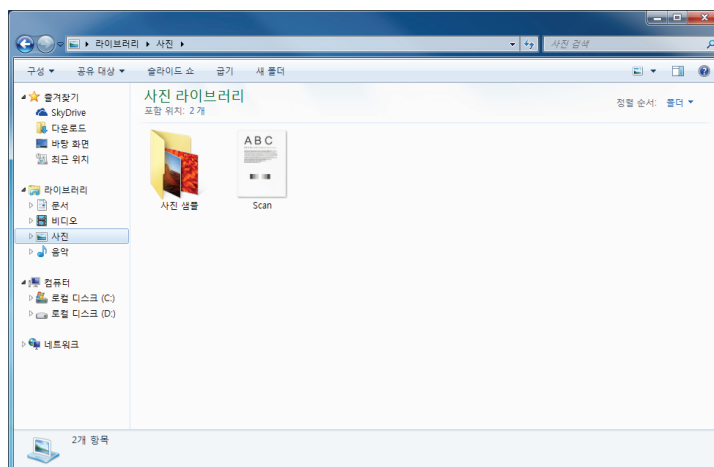 라이브러리 사진
사진 검색
구성 공유 대상 슬라이드 쇼 굽기 새 폴더
즐겨찾기
SkyDrive
다운로드
바탕 화면
최근 위치
라이브러리
문서
비디오
사진
음악
컴퓨터
로컬 디스크 (C:)
로컬 디스크 (D:)
네트워크
사진 라이브러리
포함 위치: 2 개
정렬 순서: 폴더
A B C
사진 샘플
Scan
2개 항목